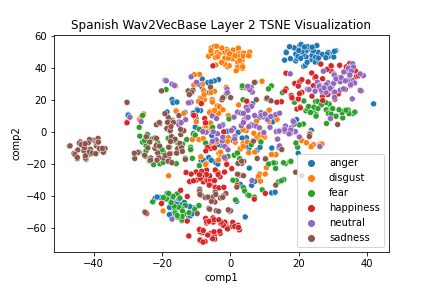 Spanish Wav2VecBase Layer 2 TSNE Visualization
60
40
20
0
−20
−40
−60
comp2
−40
−20
0
20
40
comp1
anger
disgust
fear
happiness
neutral
sadness